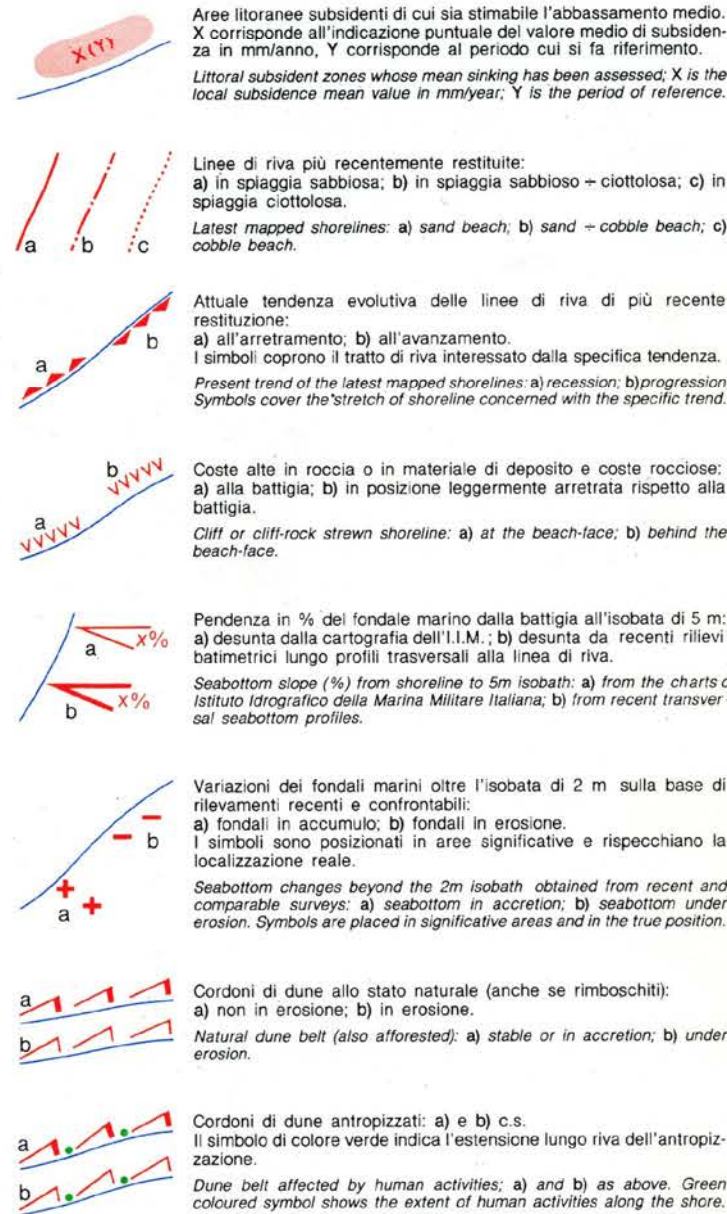 Aree litoranee subsidenti di cui sia stimabile l'abbassamento medio.
X corrisponde all'indicazione puntuale del valore medio di subsiden-
za in mm/anno, Y corrisponde al periodo cui si fa riferimento.
X(Y)
Littoral subsident zones whose mean sinking has been assessed; X is the
local subsidence mean value in mm/year; Y is the period of reference.
Linee di riva più recentemente restituite:
a) in spiaggia sabbiosa; b) in spiaggia sabbioso ÷ ciottolosa; c) in
spiaggia ciottolosa.
a b c
Latest mapped shorelines: a) sand beach; b) sand ÷ cobble beach; c)
cobble beach.
Attuale tendenza evolutiva delle linee di riva di più recente
restituzione:
a) all'arretramento; b) all'avanzamento.
I simboli coprono il tratto di riva interessato dalla specifica tendenza.
a b
Present trend of the latest mapped shorelines: a) recession; b) progression
Symbols cover the stretch of shoreline concerned with the specific trend.
Coste alte in roccia o in materiale di deposito e coste rocciose:
a) alla battigia; b) in posizione leggermente arretrata rispetto alla
battigia.
a b
Cliff or cliff-rock strewn shoreline: a) at the beach-face; b) behind the
beach-face.
Pendenza in % del fondale marino dalla battigia all'isobata di 5 m:
a) desunta dalla cartografia dell'I.I.M.; b) desunta da recenti rilievi
batimetrici lungo profili trasversali alla linea di riva.
a x%
b x%
Seabottom slope (%) from shoreline to 5m isobath: a) from the charts
Istituto Idrografico della Marina Militare Italiana; b) from recent transver-
sal seabottom profiles.
Variazioni dei fondali marini oltre l'isobata di 2 m sulla base di
rilevamenti recenti e confrontabili:
a) fondali in accumulo; b) fondali in erosione.
I simboli sono posizionati in aree significative e rispecchiano la
localizzazione reale.
b
a
Seabottom changes beyond the 2m isobath obtained from recent and
comparable surveys: a) seabottom in accretion; b) seabottom under
erosion. Symbols are placed in significative areas and in the true position.
Cordoni di dune allo stato naturale (anche se rimboschiti):
a) non in erosione; b) in erosione.
a
b
Natural dune belt (also afforested): a) stable or in accretion; b) under
erosion.
Cordoni di dune antropizzati: a) e b) c.s.
Il simbolo di colore verde indica l'estensione lungo riva dell'antropiz-
zazione.
a
b
Dune belt affected by human activities; a) and b) as above. Green
coloured symbol shows the extent of human activities along the shore.